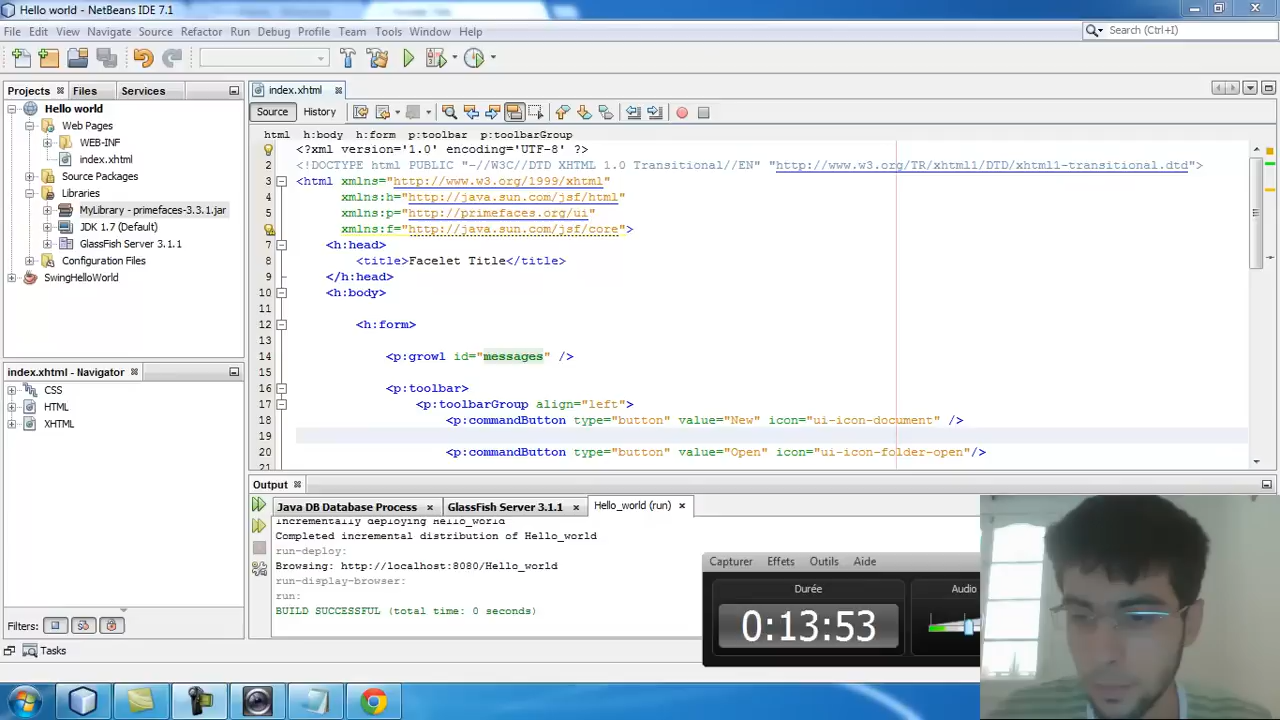 Hello world - NetBeans IDE 7.1
File Edit View Navigate Source Refactor Run Debug Profile Team Tools Window Help
Search (Ctrl+I)
Projects Files Services
index.xhtml
Hello world
Web Pages
WEB-INF
index.xhtml
Source Packages
Libraries
MyLibrary - primefaces-3.3.1.jar
JDK 1.7 (Default)
GlassFish Server 3.1.1
Configuration Files
SwingHelloWorld
Source History
html h:body h:form p:toolbar p:toolbarGroup
<?xml version='1.0' encoding='UTF-8' ?>
2 <!DOCTYPE html PUBLIC "-//W3C//DTD XHTML 1.0 Transitional//EN" "http://www.w3.org/TR/xhtml1/DTD/xhtml1-transitional.dtd">
3 <html xmlns="http://www.w3.org/1999/xhtml"
4 xmlns:h="http://java.sun.com/jsf/html"
5 xmlns:p="http://primefaces.org/ui"
xmlns:f="http://java.sun.com/jsf/core">
7 <h:head>
8 <title>Facelet Title</title>
9 </h:head>
10 <h:body>
11
12 <h:form>
13
14 <p:growl id="messages" />
15
16 <p:toolbar>
17 <p:toolbarGroup align="left">
18 <p:commandButton type="button" value="New" icon="ui-icon-document" />
19
20 <p:commandButton type="button" value="Open" icon="ui-icon-folder-open"/>
21
index.xhtml - Navigator
CSS
HTML
XHTML
Filters:
Tasks
Output
Java DB Database Process GlassFish Server 3.1.1 Hello_world (run)
Incrementally deploying Hello_world
Completed incremental distribution of Hello_world
run-deploy:
Browsing: http://localhost:8080/Hello_world
run-display-browser:
run:
BUILD SUCCESSFUL (total time: 0 seconds)
Capturer Effets Outils Aide
Durée
Audio
0:13:53